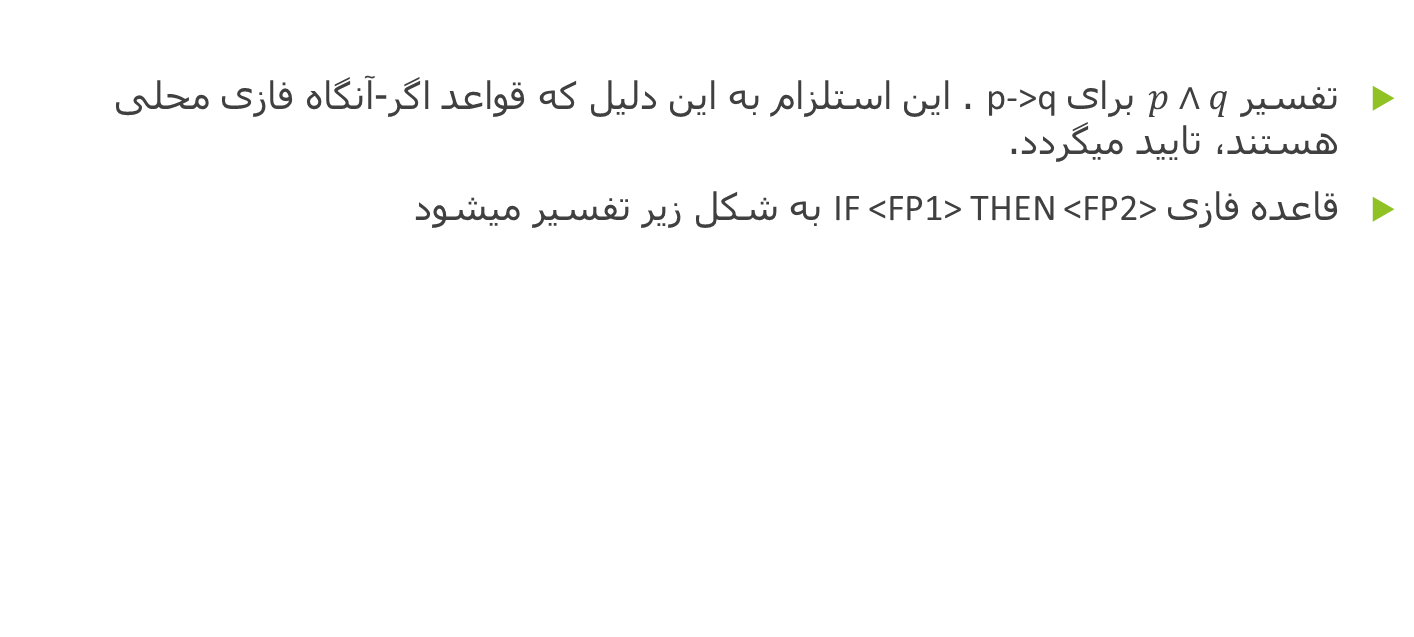 تفسیر p ∧ q برای p->q . این استلزام به این دلیل که قواعد اگر-آنگاه فازی محلی
هستند، تایید میگردد.
قاعده فازی IF <FP1> THEN <FP2> به شکل زیر تفسیر میشود